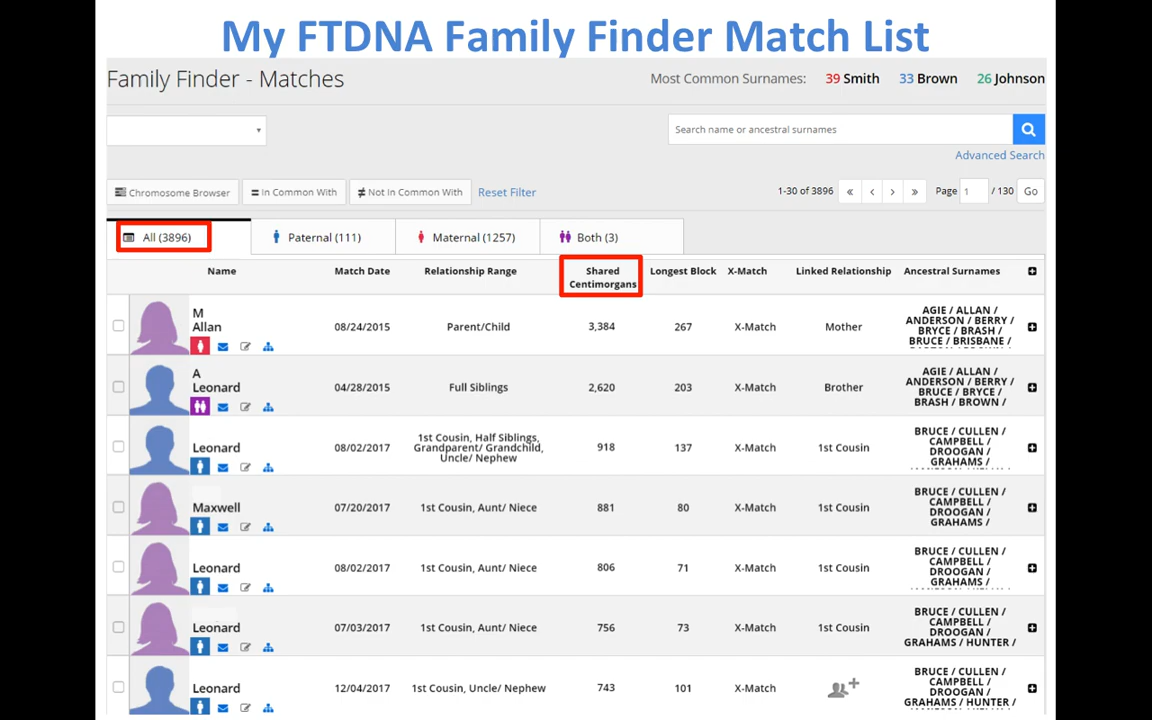 My FTDNA Family Finder Match List
Family Finder - Matches
Most Common Surnames: 39 Smith 33 Brown 26 Johnson
Search name or ancestral surnames
Advanced Search
Chromosome Browser
In Common With
Not In Common With
Reset Filter
1-30 of 3896 « ‹ › » Page 1 / 130 Go
All (3896)
Paternal (111)
Maternal (1257)
Both (3)
Name
Match Date
Relationship Range
Shared
Centimorgans
Longest Block
X-Match
Linked Relationship
Ancestral Surnames
M
Allan
08/24/2015
Parent/Child
3,384
267
X-Match
Mother
AGIE / ALLAN /
ANDERSON / BERRY /
BRYCE / BRASH /
BRUCE / BRISBANE /
A
Leonard
04/28/2015
Full Siblings
2,620
203
X-Match
Brother
AGIE / ALLAN /
ANDERSON / BERRY /
BRUCE / BRYCE /
BRASH / BROWN /
Leonard
08/02/2017
1st Cousin, Half Siblings,
Grandparent/ Grandchild,
Uncle/ Nephew
918
137
X-Match
1st Cousin
BRUCE / CULLEN /
CAMPBELL /
DROOGAN /
GRAHAMS /
Maxwell
07/20/2017
1st Cousin, Aunt/ Niece
881
80
X-Match
1st Cousin
BRUCE / CULLEN /
CAMPBELL /
DROOGAN /
GRAHAMS /
Leonard
08/02/2017
1st Cousin, Aunt/ Niece
806
71
X-Match
1st Cousin
BRUCE / CULLEN /
CAMPBELL /
DROOGAN /
GRAHAMS /
Leonard
07/03/2017
1st Cousin, Aunt/ Niece
756
73
X-Match
1st Cousin
BRUCE / CULLEN /
CAMPBELL /
DROOGAN /
GRAHAMS / HUNTER /
Leonard
12/04/2017
1st Cousin, Uncle/ Nephew
743
101
X-Match
BRUCE / CULLEN /
CAMPBELL /
DROOGAN /
GRAHAMS / HUNTER /